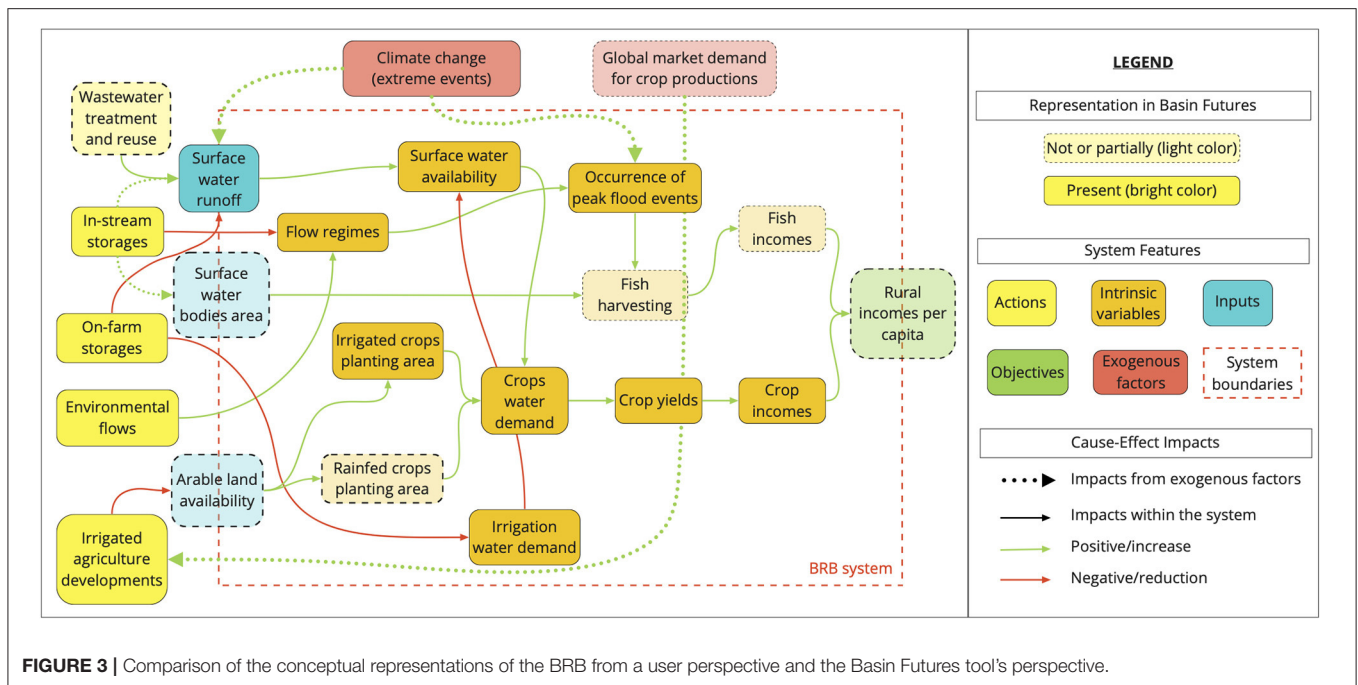 Climate change
(extreme events)
Global market demand
for crop productions
Wastewater
treatment
and reuse
Surface
water
runoff
Surface water
availability
Occurrence of
peak flood events
In-stream
storages
Flow regimes
Fish
incomes
Surface
water
bodies area
Fish
harvesting
Rural
incomes per
capita
On-farm
storages
Irrigated crops
planting area
Crops
water
demand
Crop yields
Crop
incomes
Environmental
flows
Arable land
availability
Rainfed crops
planting area
Irrigated
agriculture
developments
Irrigation
water demand
BRB system
LEGEND
Representation in Basin Futures
Not or partially (light color)
Present (bright color)
System Features
Actions
Intrinsic
variables
Inputs
Objectives
Exogenous
factors
System
boundaries
Cause-Effect Impacts
Impacts from exogenous factors
Impacts within the system
Positive/increase
Negative/reduction
FIGURE 3 | Comparison of the conceptual representations of the BRB from a user perspective and the Basin Futures tool's perspective.